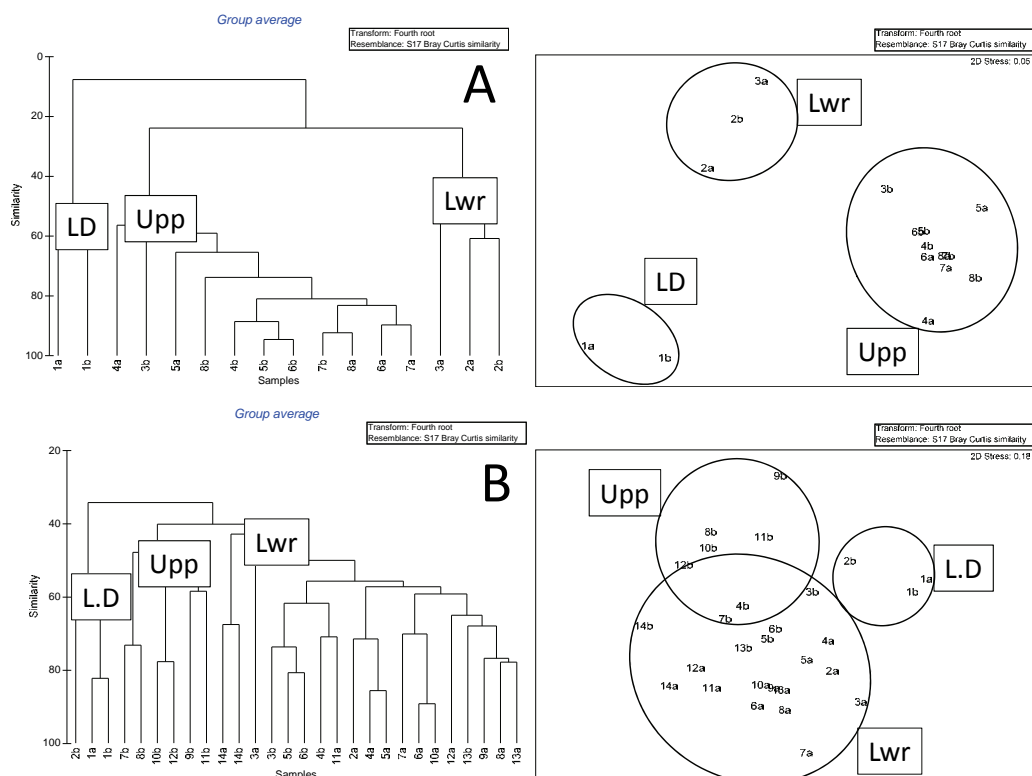 Group average
Transform: Fourth root
Resemblance: S17 Bray Curtis similarity
A
0
20
40
60
80
100
Similarity
LD
Upp
Lwr
1a 1b 4a 3b 5a 8b 4b 5b 6b 7b 8a 6a 7a 3a 2a 2b
Samples
Transform: Fourth root
Resemblance: S17 Bray Curtis similarity
2D Stress: 0.05
3a
Lwr
2b
2a
3b
5a
4b
6a
7a
8b
LD
4a
1a
1b
Upp
Group average
Transform: Fourth root
Resemblance: S17 Bray Curtis similarity
B
20
40
60
80
100
Similarity
L.D
Upp
Lwr
2b 1a 1b 7b 8b 10b 12b 9b 11b 14a 14b 3a 3b 5b 6b 4b 11a 2a 4a 5a 7a 6a 10a 12a 13b 9a 8a 13a
Samples
Transform: Fourth root
Resemblance: S17 Bray Curtis similarity
2D Stress: 0.18
Upp
9b
8b
11b
10b
12b
2b
L.D
1a
1b
3b
4b
7b
14b
6b
5b
4a
13b
5a
12a
2a
14a
11a
10a
3a
6a
8a
7a
Lwr